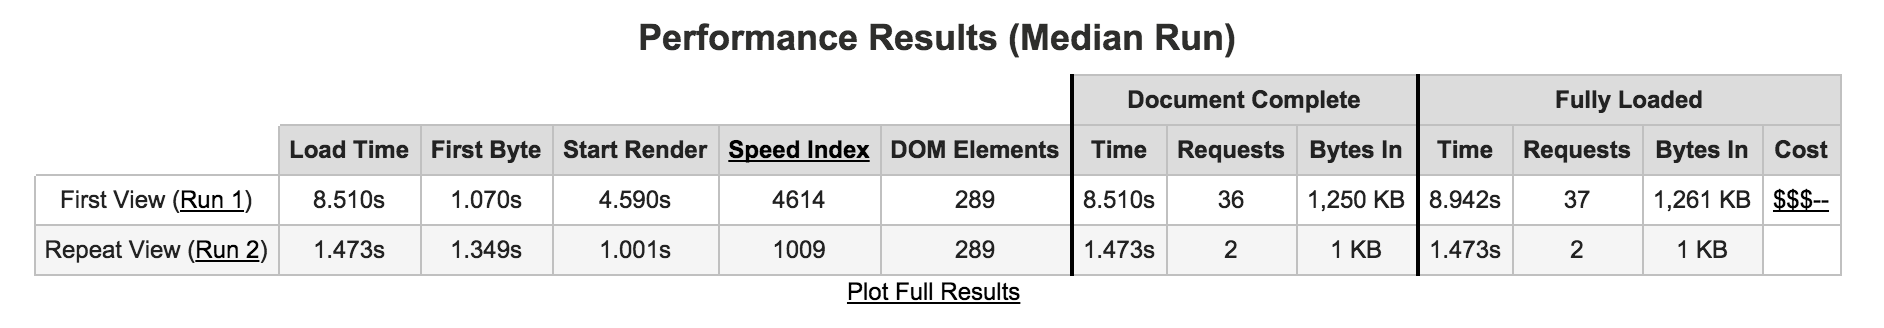 Performance Results (Median Run)
Document Complete Fully Loaded
Load Time First Byte Start Render Speed Index DOM Elements Time Requests Bytes In Time Requests Bytes In Cost
First View (Run 1) 8.510s 1.070s 4.590s 4614 289 8.510s 36 1,250 KB 8.942s 37 1,261 KB $$$--
Repeat View (Run 2) 1.473s 1.349s 1.001s 1009 289 1.473s 2 1 KB 1.473s 2 1 KB
Plot Full Results